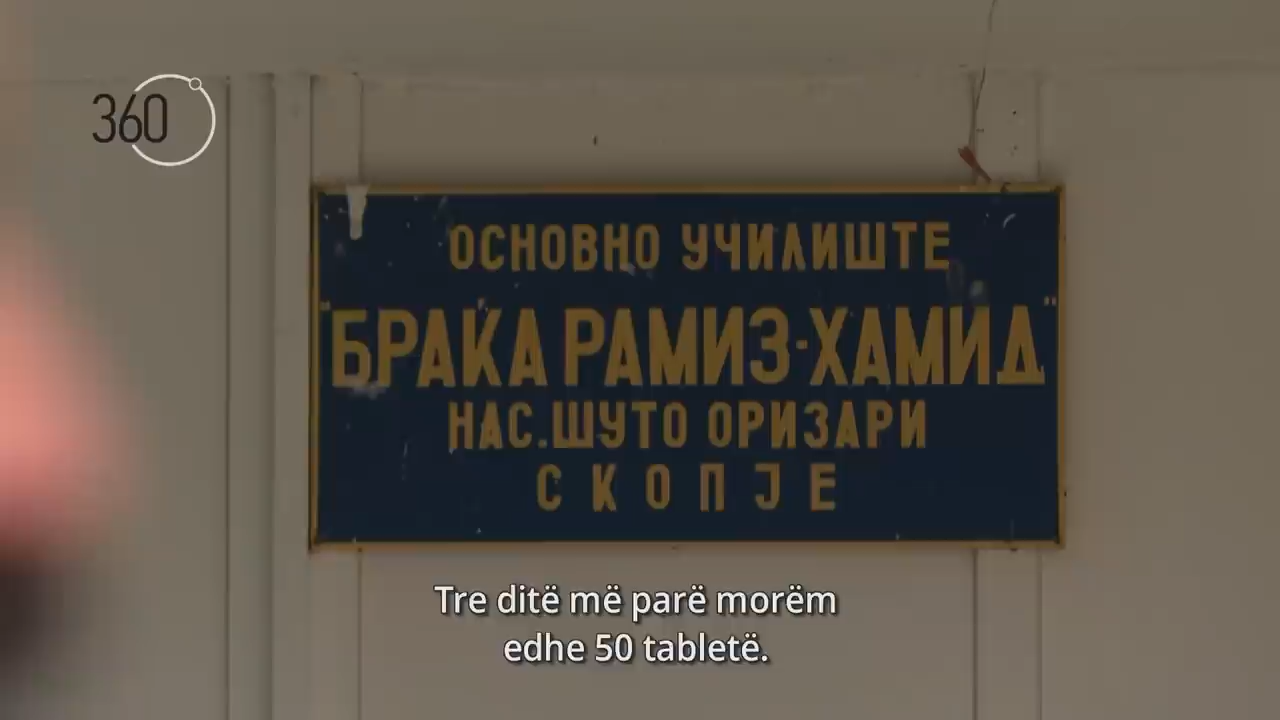 360
ОСНОВНО УЧИЛИШТЕ
"БРАКА РАМИЗ-ХАМИД"
НАС.ШУТО ОРИЗАРИ
СКОПЈЕ
Tre ditë më parë morëm
edhe 50 tabletë.